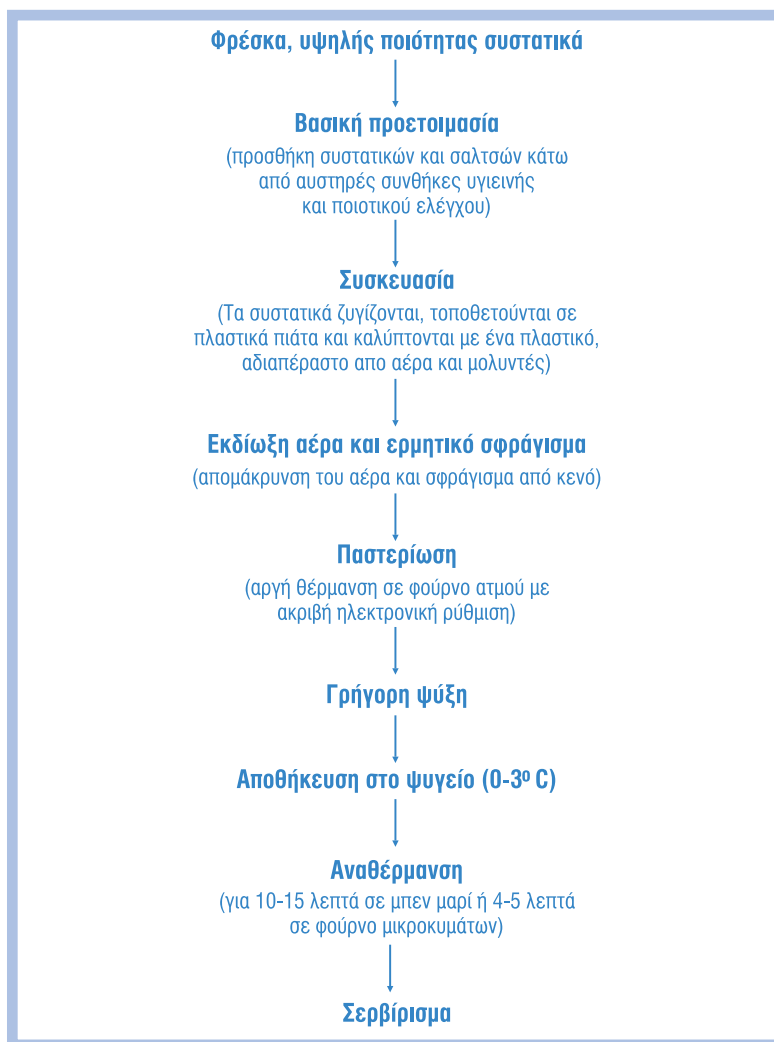 Φρέσκα, υψηλής ποιότητας συστατικά
Βασική προετοιμασία
(προσθήκη συστατικών και σαλτσών κάτω
από αυστηρές συνθήκες υγιεινής
και ποιοτικού ελέγχου)
Συσκευασία
(Τα συστατικά ζυγίζονται, τοποθετούνται σε
πλαστικά πιάτα και καλύπτονται με ένα πλαστικό,
αδιαπέραστο απο αέρα και μολυντές)
Εκδίωξη αέρα και ερμητικό σφράγισμα
(απομάκρυνση του αέρα και σφράγισμα από κενό)
Παστερίωση
(αργή θέρμανση σε φούρνο ατμού με
ακριβή ηλεκτρονική ρύθμιση)
Γρήγορη ψύξη
Αποθήκευση στο ψυγείο (0-3º C)
Αναθέρμανση
(για 10-15 λεπτά σε μπεν μαρί ή 4-5 λεπτά
σε φούρνο μικροκυμάτων)
Σερβίρισμα